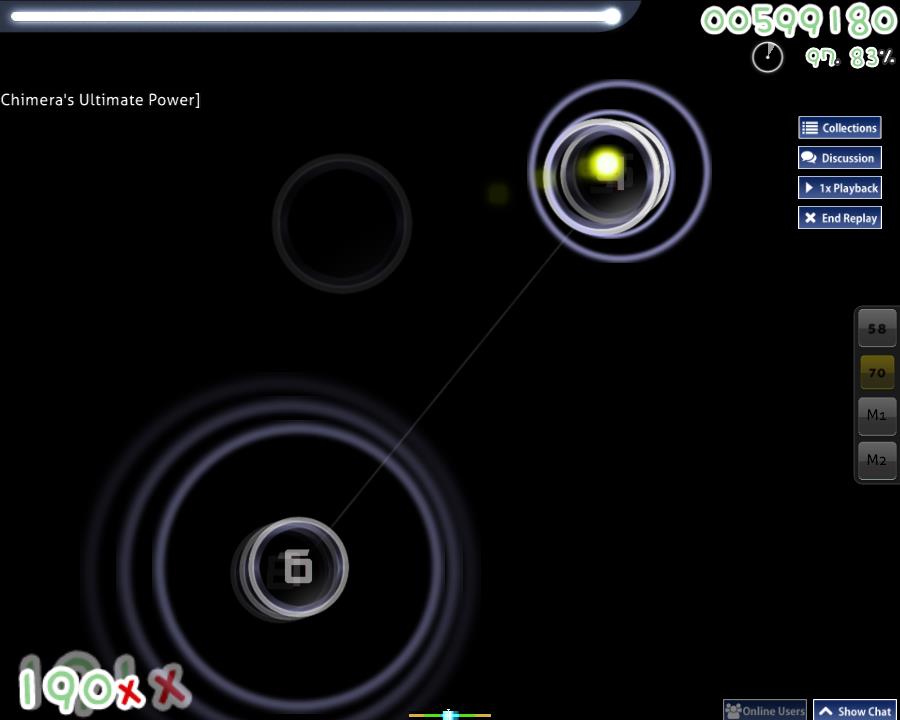 00599180
97.83%
Chimera's Ultimate Power]
Collections
Discussion
1x Playback
End Replay
4
58
70
M1
M2
6
190x
Online Users
Show Chat